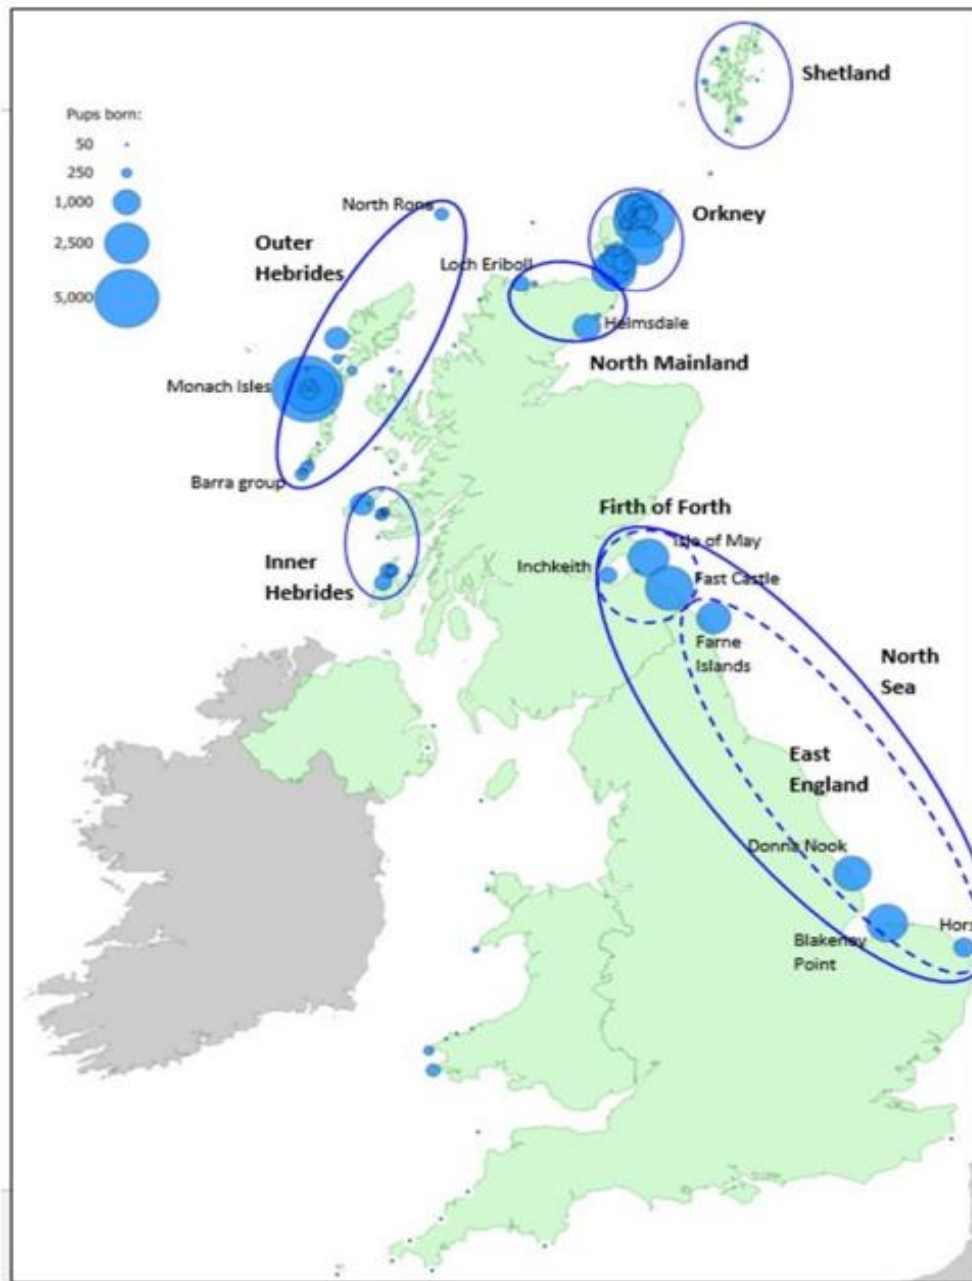 Shetland
Pups born:
50
250
1,000
2,500
5,000
North Rona
Orkney
Outer
Hebrides
Loch Eriboll
Helmsdale
North Mainland
Monach Isles
Barra group
Firth of Forth
Isle of May
Inchkeith
Fast Castle
Inner
Hebrides
Farne
Islands
North
Sea
East
England
Donna Nook
Hors
Blakeney
Point